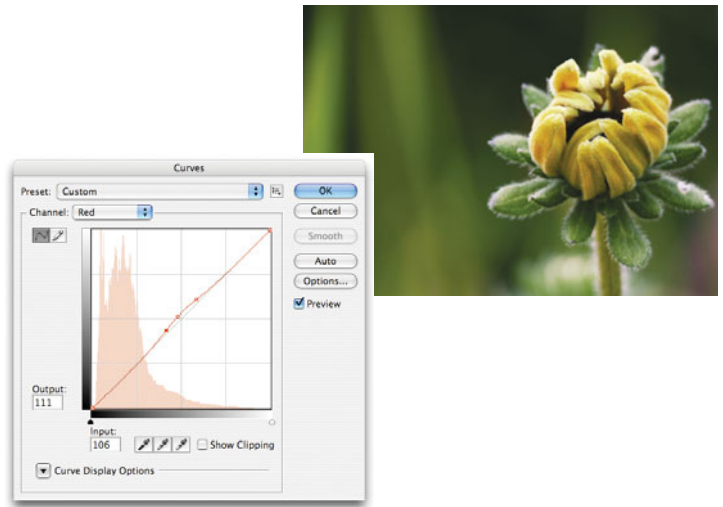 Curves
Preset: Custom
OK
Channel: Red
Cancel
Smooth
Auto
Options...
Preview
Output:
111
Input:
106
Show Clipping
Curve Display Options